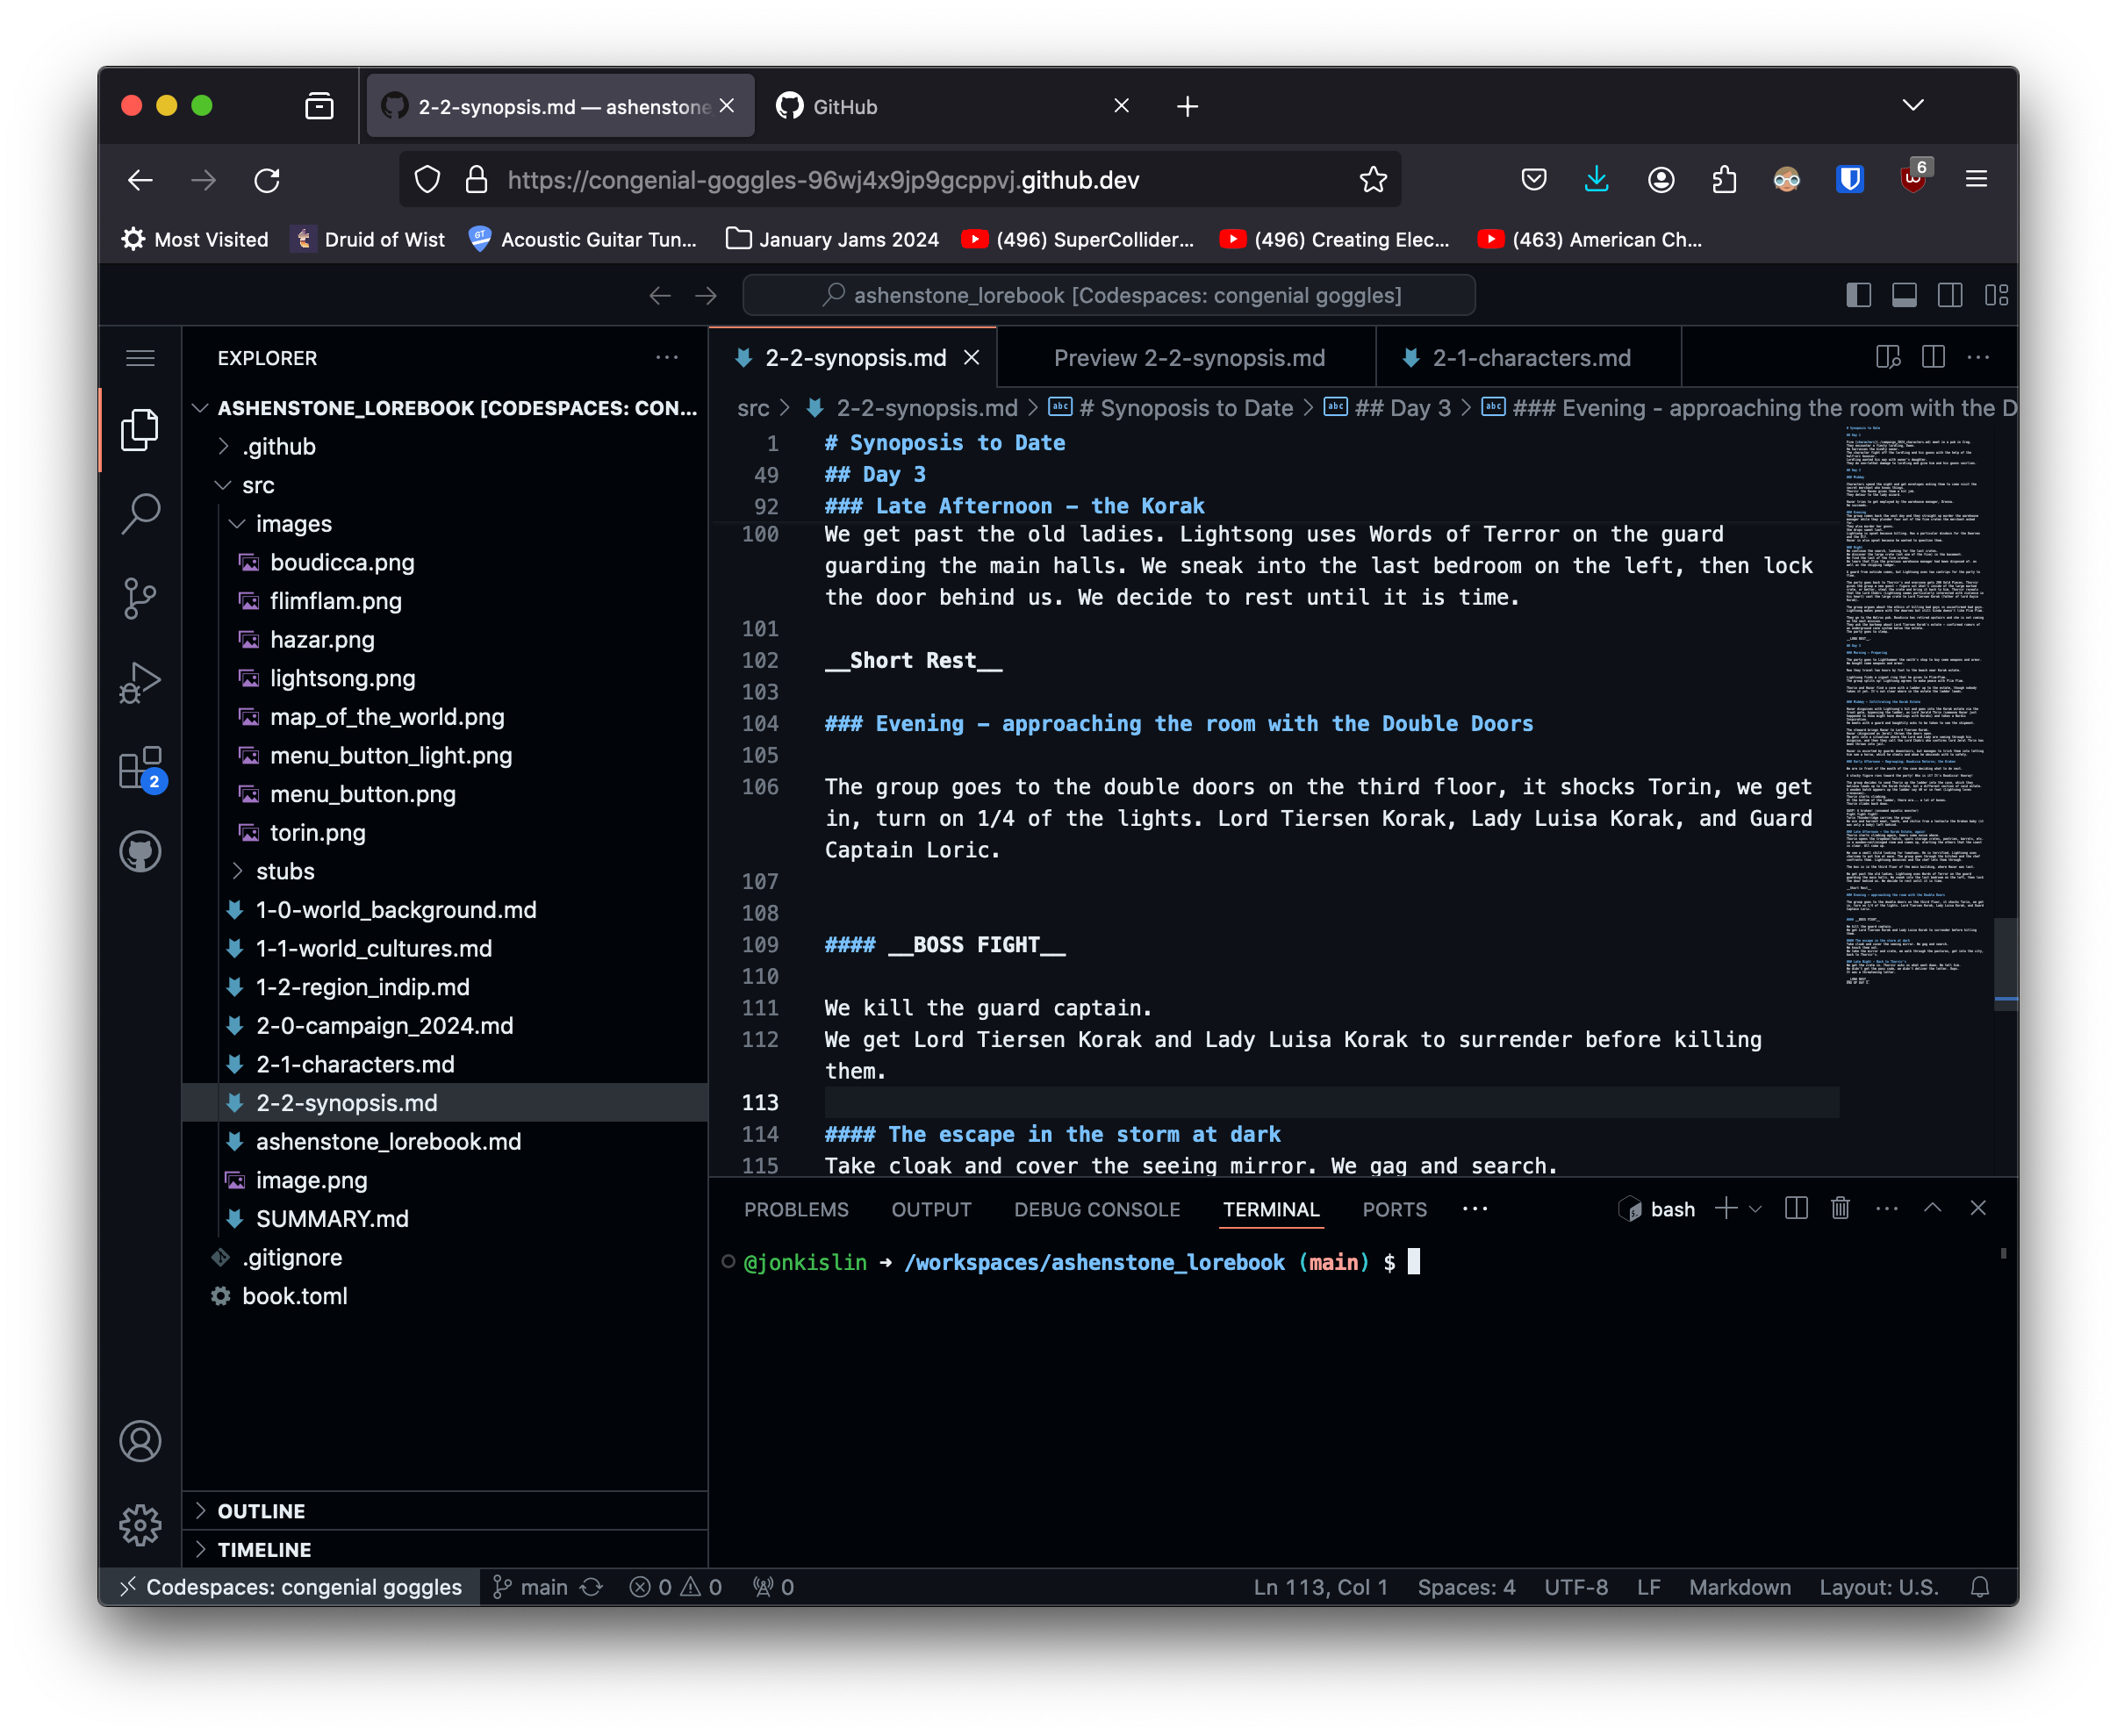 2-2-synopsis.md — ashenstone
GitHub
https://congenial-goggles-96wj4x9jp9gcppvj.github.dev
6
Most Visited
Druid of Wist
GT
Acoustic Guitar Tun...
January Jams 2024
(496) SuperCollider...
(496) Creating Elec...
(463) American Ch...
ashenstone_lorebook [Codespaces: congenial goggles]
EXPLORER
ASHENSTONE_LOREBOOK [CODESPACES: CON...
.github
src
images
boudicca.png
flimflam.png
hazar.png
lightsong.png
map_of_the_world.png
menu_button_light.png
menu_button.png
torin.png
stubs
1-0-world_background.md
1-1-world_cultures.md
1-2-region_indip.md
2-0-campaign_2024.md
2-1-characters.md
2-2-synopsis.md
ashenstone_lorebook.md
image.png
SUMMARY.md
.gitignore
book.toml
OUTLINE
TIMELINE
2
2-2-synopsis.md
Preview 2-2-synopsis.md
2-1-characters.md
src > 2-2-synopsis.md > abc # Synoposis to Date > abc ## Day 3 > abc ### Evening - approaching the room with the D
1 # Synoposis to Date
49 ## Day 3
92 ### Late Afternoon - the Korak
100 We get past the old ladies. Lightsong uses Words of Terror on the guard
guarding the main halls. We sneak into the last bedroom on the left, then lock
the door behind us. We decide to rest until it is time.
101
102 __Short Rest__
103
104 ### Evening - approaching the room with the Double Doors
105
106 The group goes to the double doors on the third floor, it shocks Torin, we get
in, turn on 1/4 of the lights. Lord Tiersen Korak, Lady Luisa Korak, and Guard
Captain Loric.
107
108
109 #### __BOSS FIGHT__
110
111 We kill the guard captain.
112 We get Lord Tiersen Korak and Lady Luisa Korak to surrender before killing
them.
113
114 #### The escape in the storm at dark
115 Take cloak and cover the seeing mirror. We gag and search.
PROBLEMS
OUTPUT
DEBUG CONSOLE
TERMINAL
PORTS
bash
@jonkislin ➜ /workspaces/ashenstone_lorebook (main) $
Codespaces: congenial goggles
main
0
0
0
Ln 113, Col 1
Spaces: 4
UTF-8
LF
Markdown
Layout: U.S.